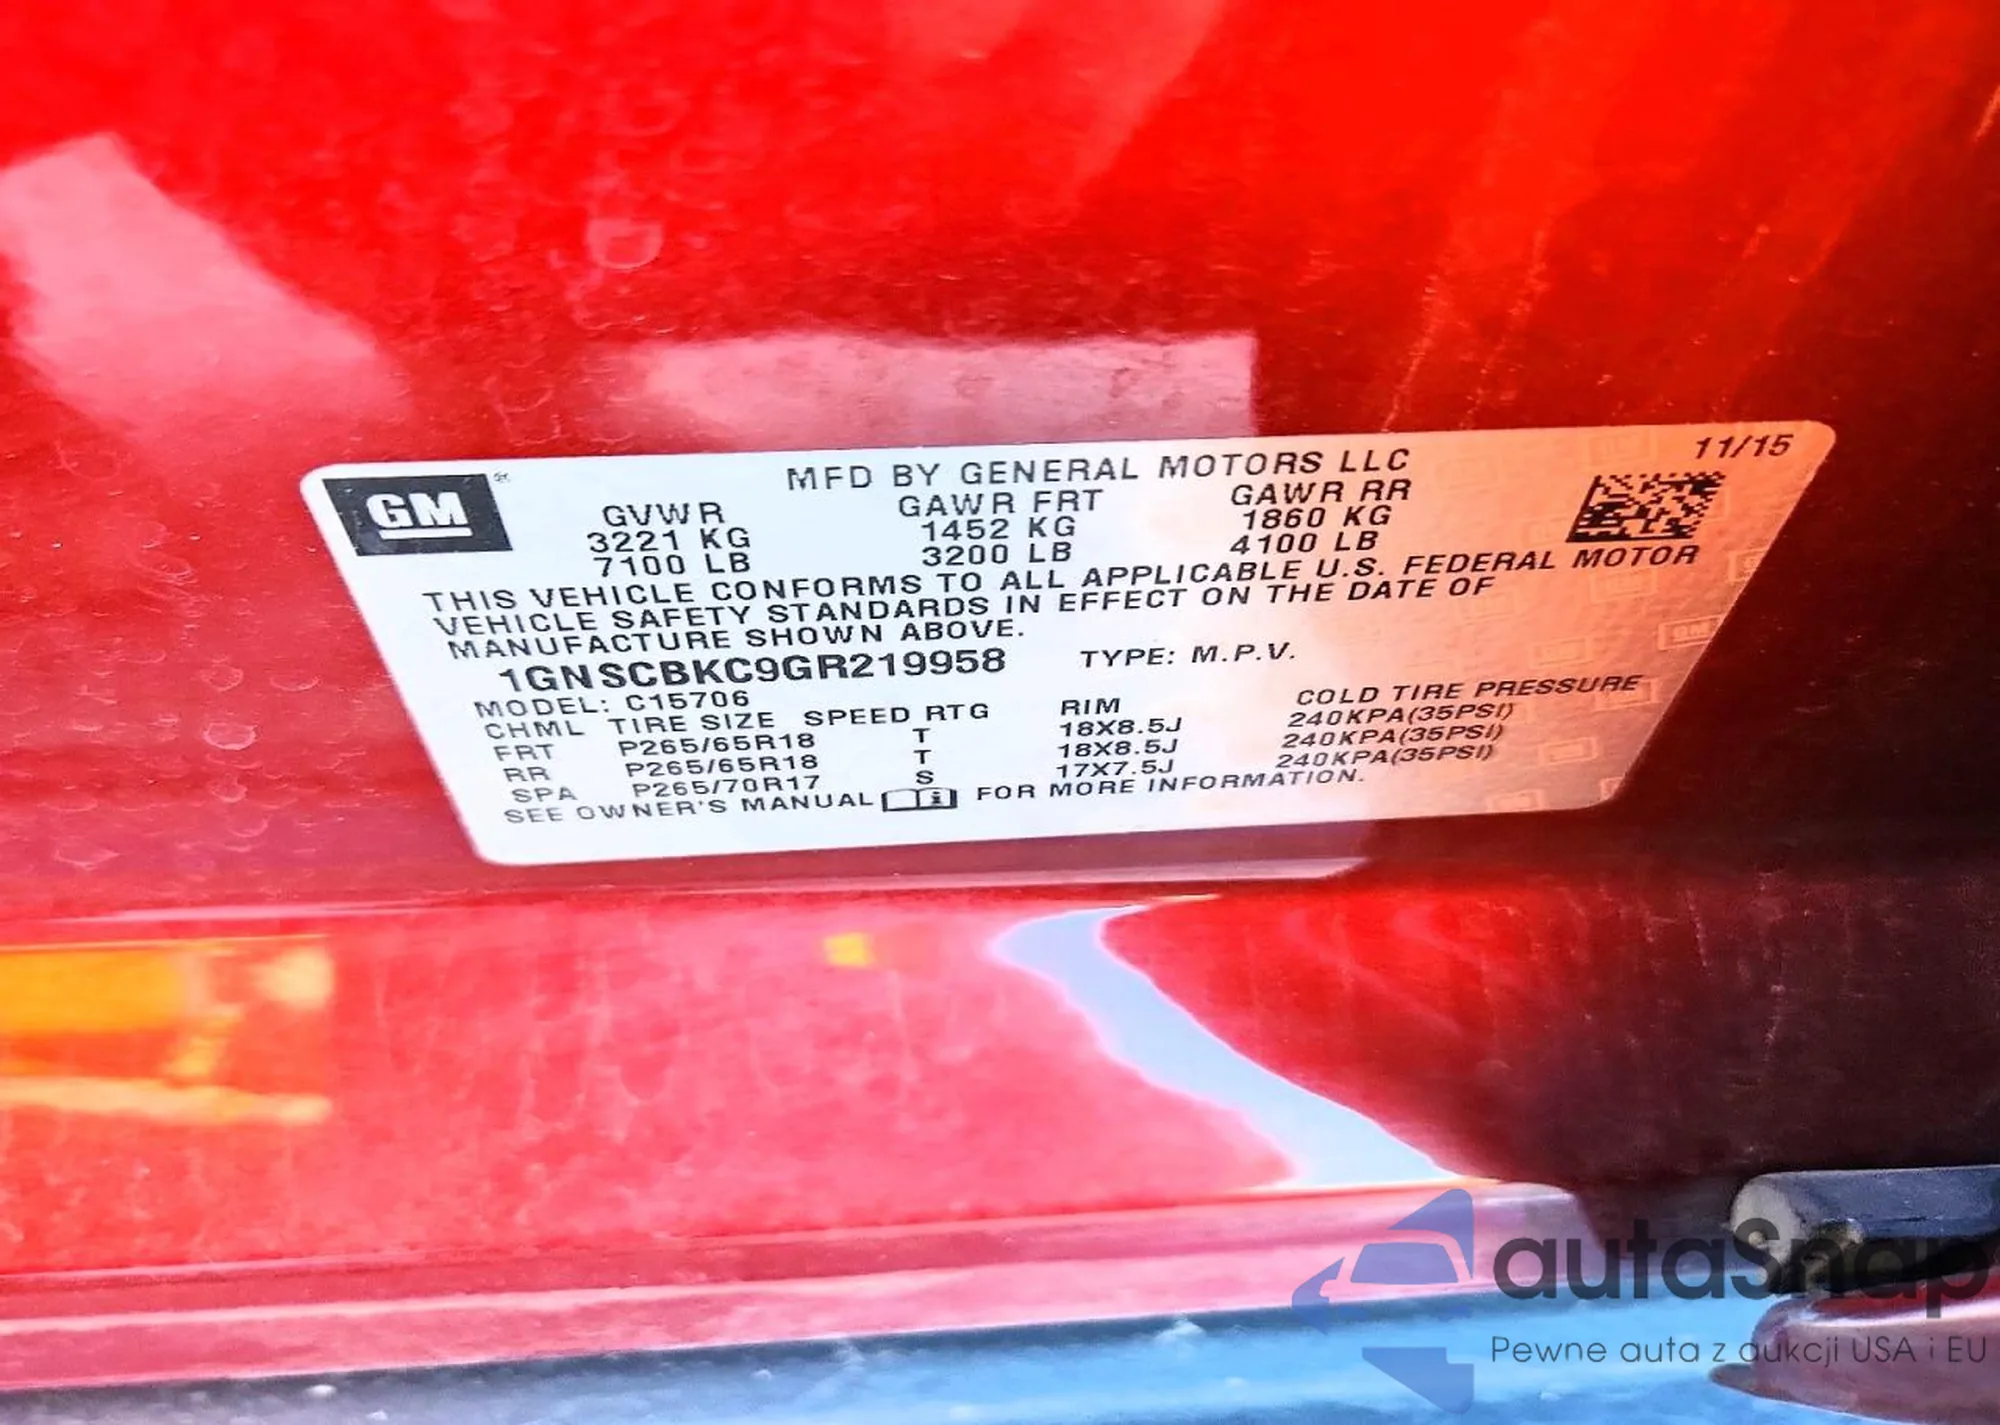 11/15
GM
MFD BY GENERAL MOTORS LLC
GVWR GAWR FRT GAWR RR
3221 KG 1452 KG 1860 KG
7100 LB 3200 LB 4100 LB
THIS VEHICLE CONFORMS TO ALL APPLICABLE U.S. FEDERAL MOTOR
VEHICLE SAFETY STANDARDS IN EFFECT ON THE DATE OF
MANUFACTURE SHOWN ABOVE.
1GNSCBKC9GR219958 TYPE: M.P.V.
MODEL: C15706
CHML TIRE SIZE SPEED RTG RIM COLD TIRE PRESSURE
FRT P265/65R18 T 18X8.5J 240KPA(35PSI)
RR P265/65R18 T 18X8.5J 240KPA(35PSI)
SPA P265/70R17 S 17X7.5J 240KPA(35PSI)
SEE OWNER'S MANUAL FOR MORE INFORMATION.
autaSnap
Pewne auta z aukcji USA i EU